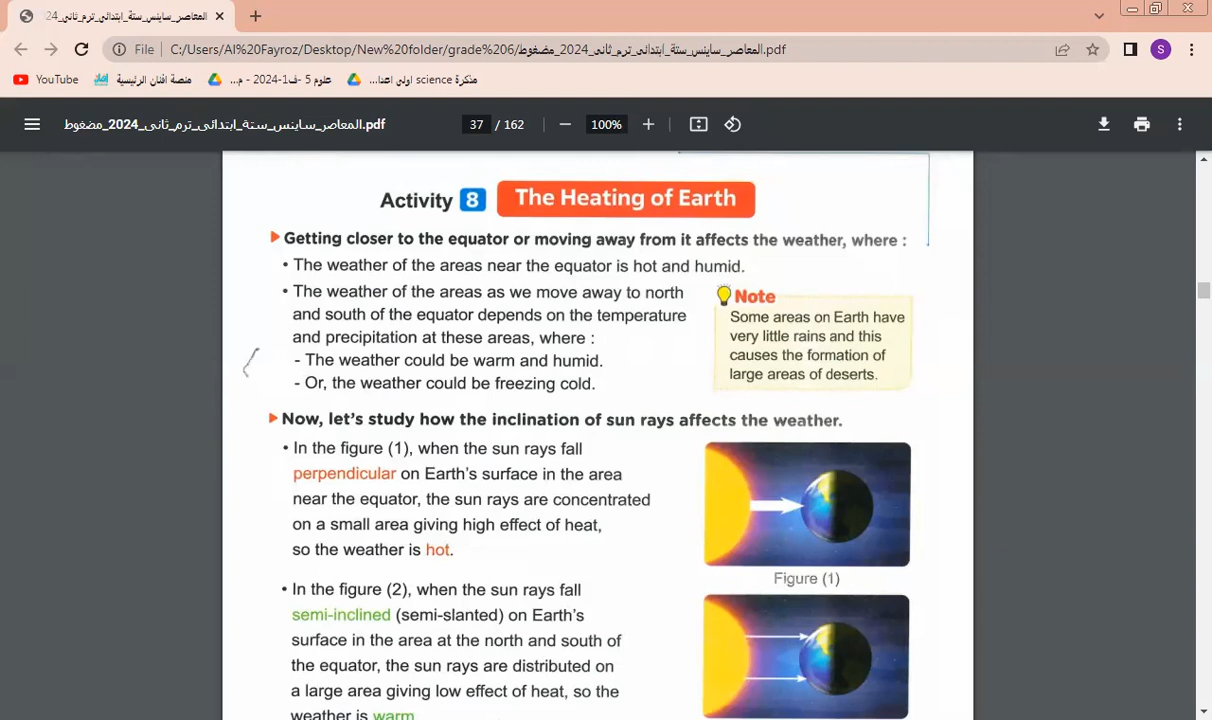 المعاصر_ساينس_ستة_ابتدائي_ترم_ثاني_24
File C:/Users/Al%20Fayroz/Desktop/New%20folder/grade%206/المعاصر_ساينس_ستة_ابتدائي_ترم_ثاني_2024_مضغوط.pdf
S
YouTube
منصة افنان الرئيسية
علوم 5 -ف1-2024 - م...
مذكرة science اولي اعدا...
المعاصر_ساينس_ستة_ابتدائي_ترم_ثاني_2024_مضغوط.pdf
37 / 162
100%
Activity 8 The Heating of Earth
Getting closer to the equator or moving away from it affects the weather, where :
• The weather of the areas near the equator is hot and humid.
• The weather of the areas as we move away to north
and south of the equator depends on the temperature
and precipitation at these areas, where :
- The weather could be warm and humid.
- Or, the weather could be freezing cold.
Note
Some areas on Earth have
very little rains and this
causes the formation of
large areas of deserts.
Now, let's study how the inclination of sun rays affects the weather.
• In the figure (1), when the sun rays fall
perpendicular on Earth's surface in the area
near the equator, the sun rays are concentrated
on a small area giving high effect of heat,
so the weather is hot.
Figure (1)
• In the figure (2), when the sun rays fall
semi-inclined (semi-slanted) on Earth's
surface in the area at the north and south of
the equator, the sun rays are distributed on
a large area giving low effect of heat, so the
weather is warm.